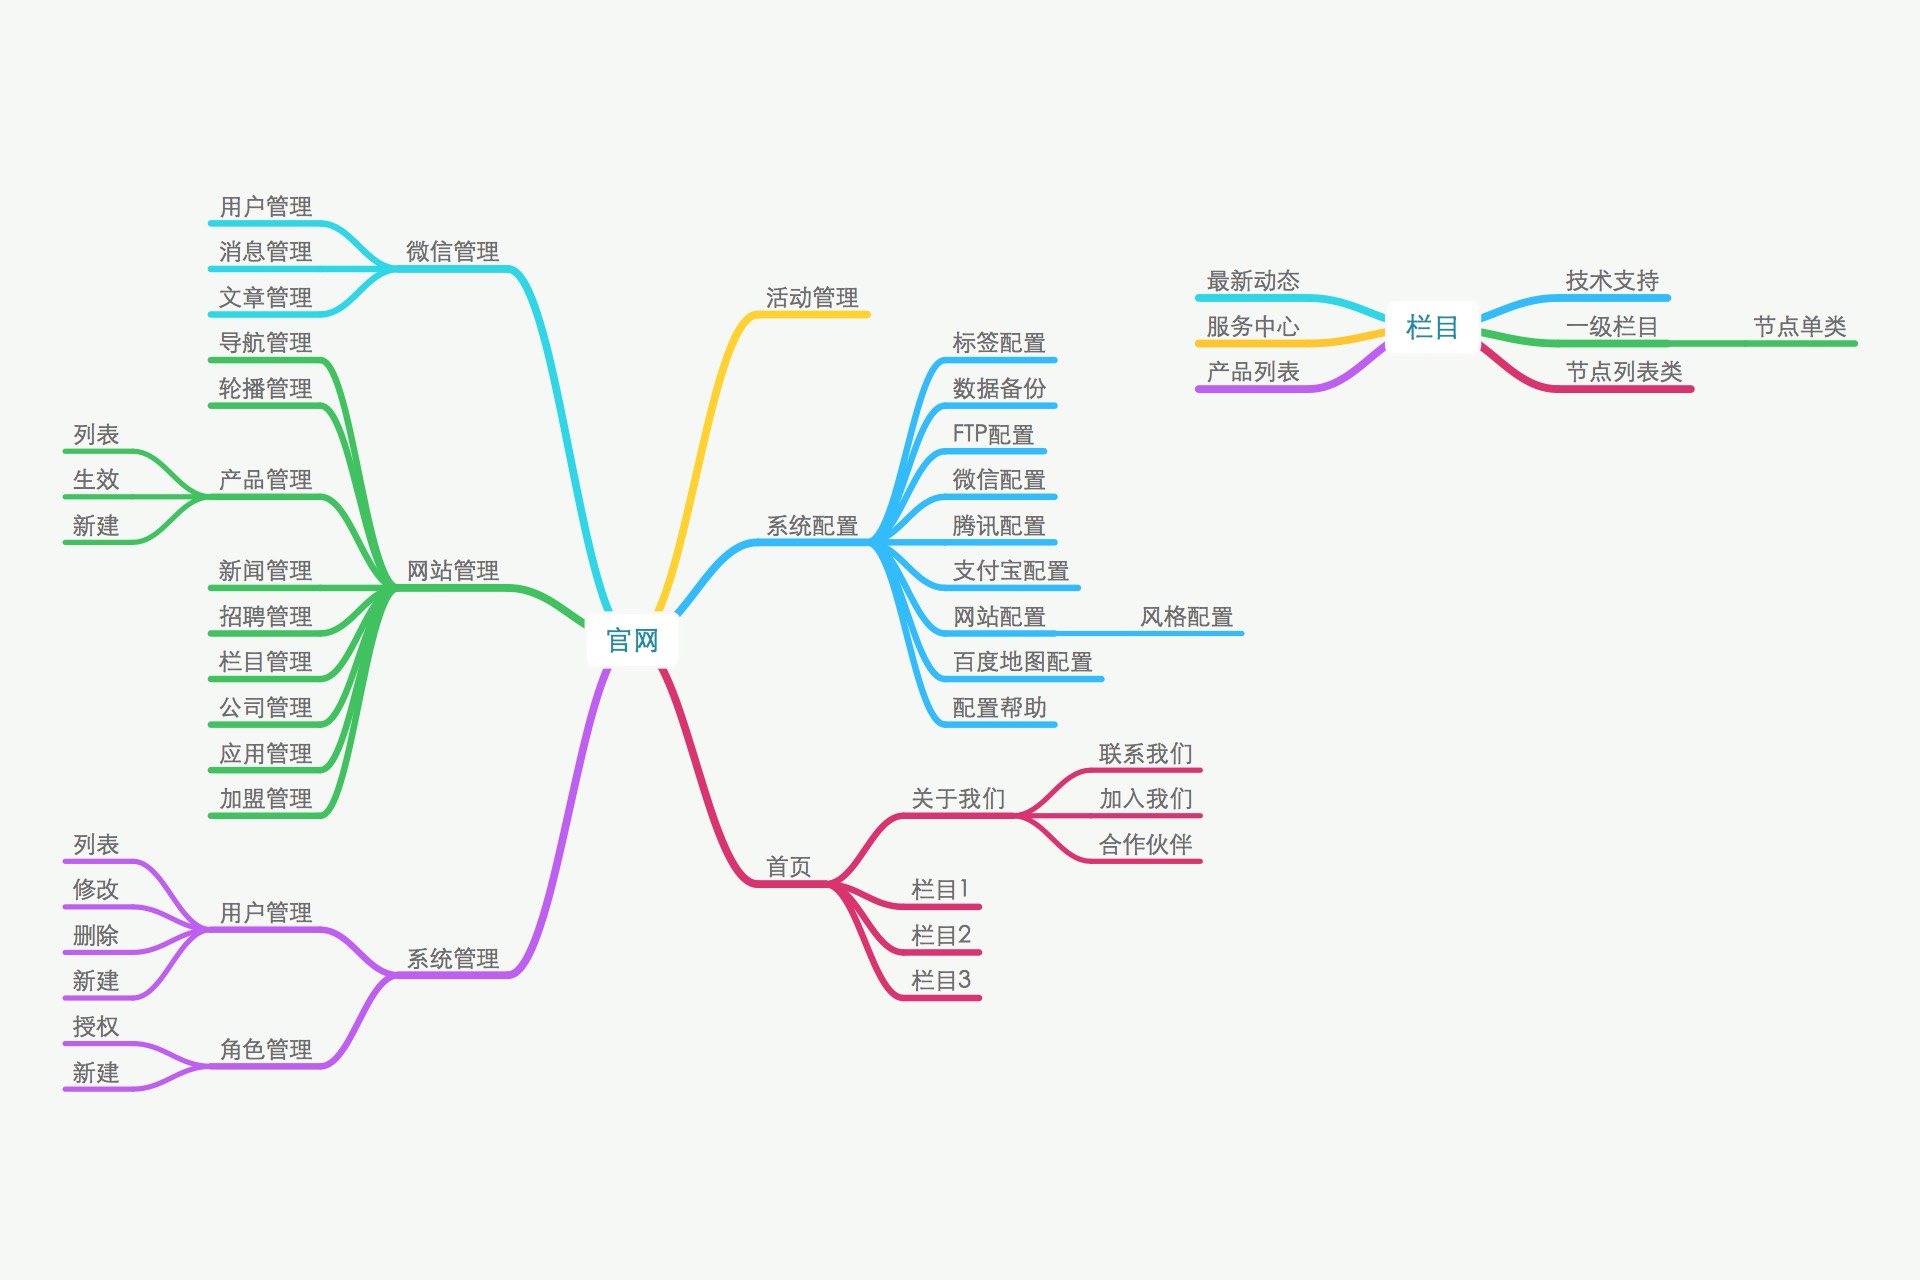 官网
微信管理
用户管理
消息管理
文章管理
网站管理
导航管理
轮播管理
产品管理
列表
生效
新建
新闻管理
招聘管理
栏目管理
公司管理
应用管理
加盟管理
系统管理
用户管理
列表
修改
删除
新建
角色管理
授权
新建
活动管理
系统配置
标签配置
数据备份
FTP配置
微信配置
腾讯配置
支付宝配置
网站配置
风格配置
百度地图配置
配置帮助
首页
关于我们
联系我们
加入我们
合作伙伴
栏目1
栏目2
栏目3
栏目
最新动态
服务中心
产品列表
技术支持
一级栏目
节点单类
节点列表类